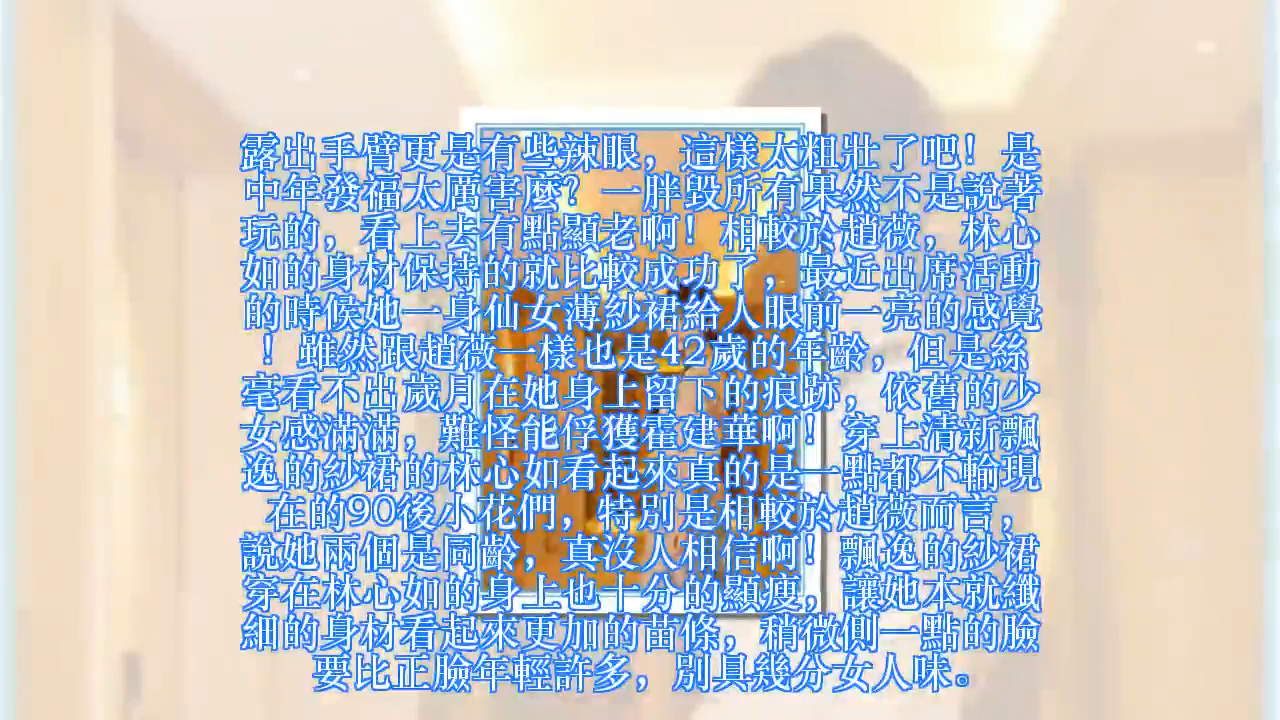 露出手臂更是有些辣眼，這樣太粗壯了吧！是
中年發福太厲害麼？一胖毀所有果然不是說著
玩的，看上去有點顯老啊！相較於趙薇，林心
如的身材保持的就比較成功了，最近出席活動
的時候她一身仙女薄紗裙給人眼前一亮的感覺
！雖然跟趙薇一樣也是42歲的年齡，但是絲
毫看不出歲月在她身上留下的痕跡，依舊的少
女感滿滿，難怪能俘獲霍建華啊！穿上清新飄
逸的紗裙的林心如看起來真的是一點都不輸現
在的90後小花們，特別是相較於趙薇而言，
說她兩個是同齡，真沒人相信啊！飄逸的紗裙
穿在林心如的身上也十分的顯瘦，讓她本就纖
細的身材看起來更加的苗條，稍微側一點的臉
要比正臉年輕許多，別具幾分女人味。